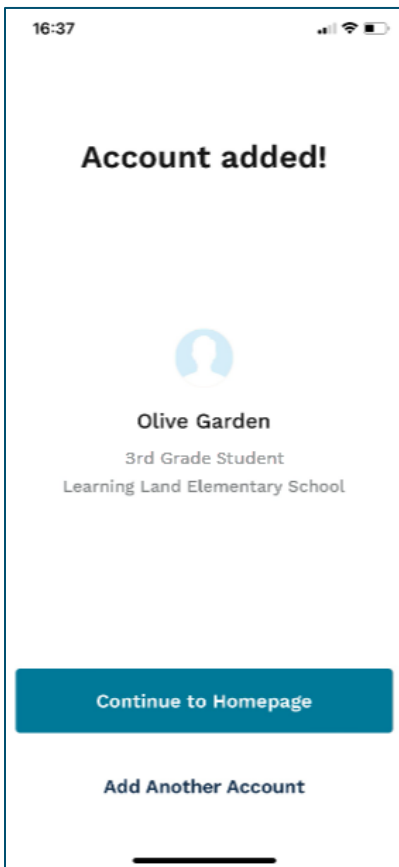 16:37
Account added!
Olive Garden
3rd Grade Student
Learning Land Elementary School
Continue to Homepage
Add Another Account